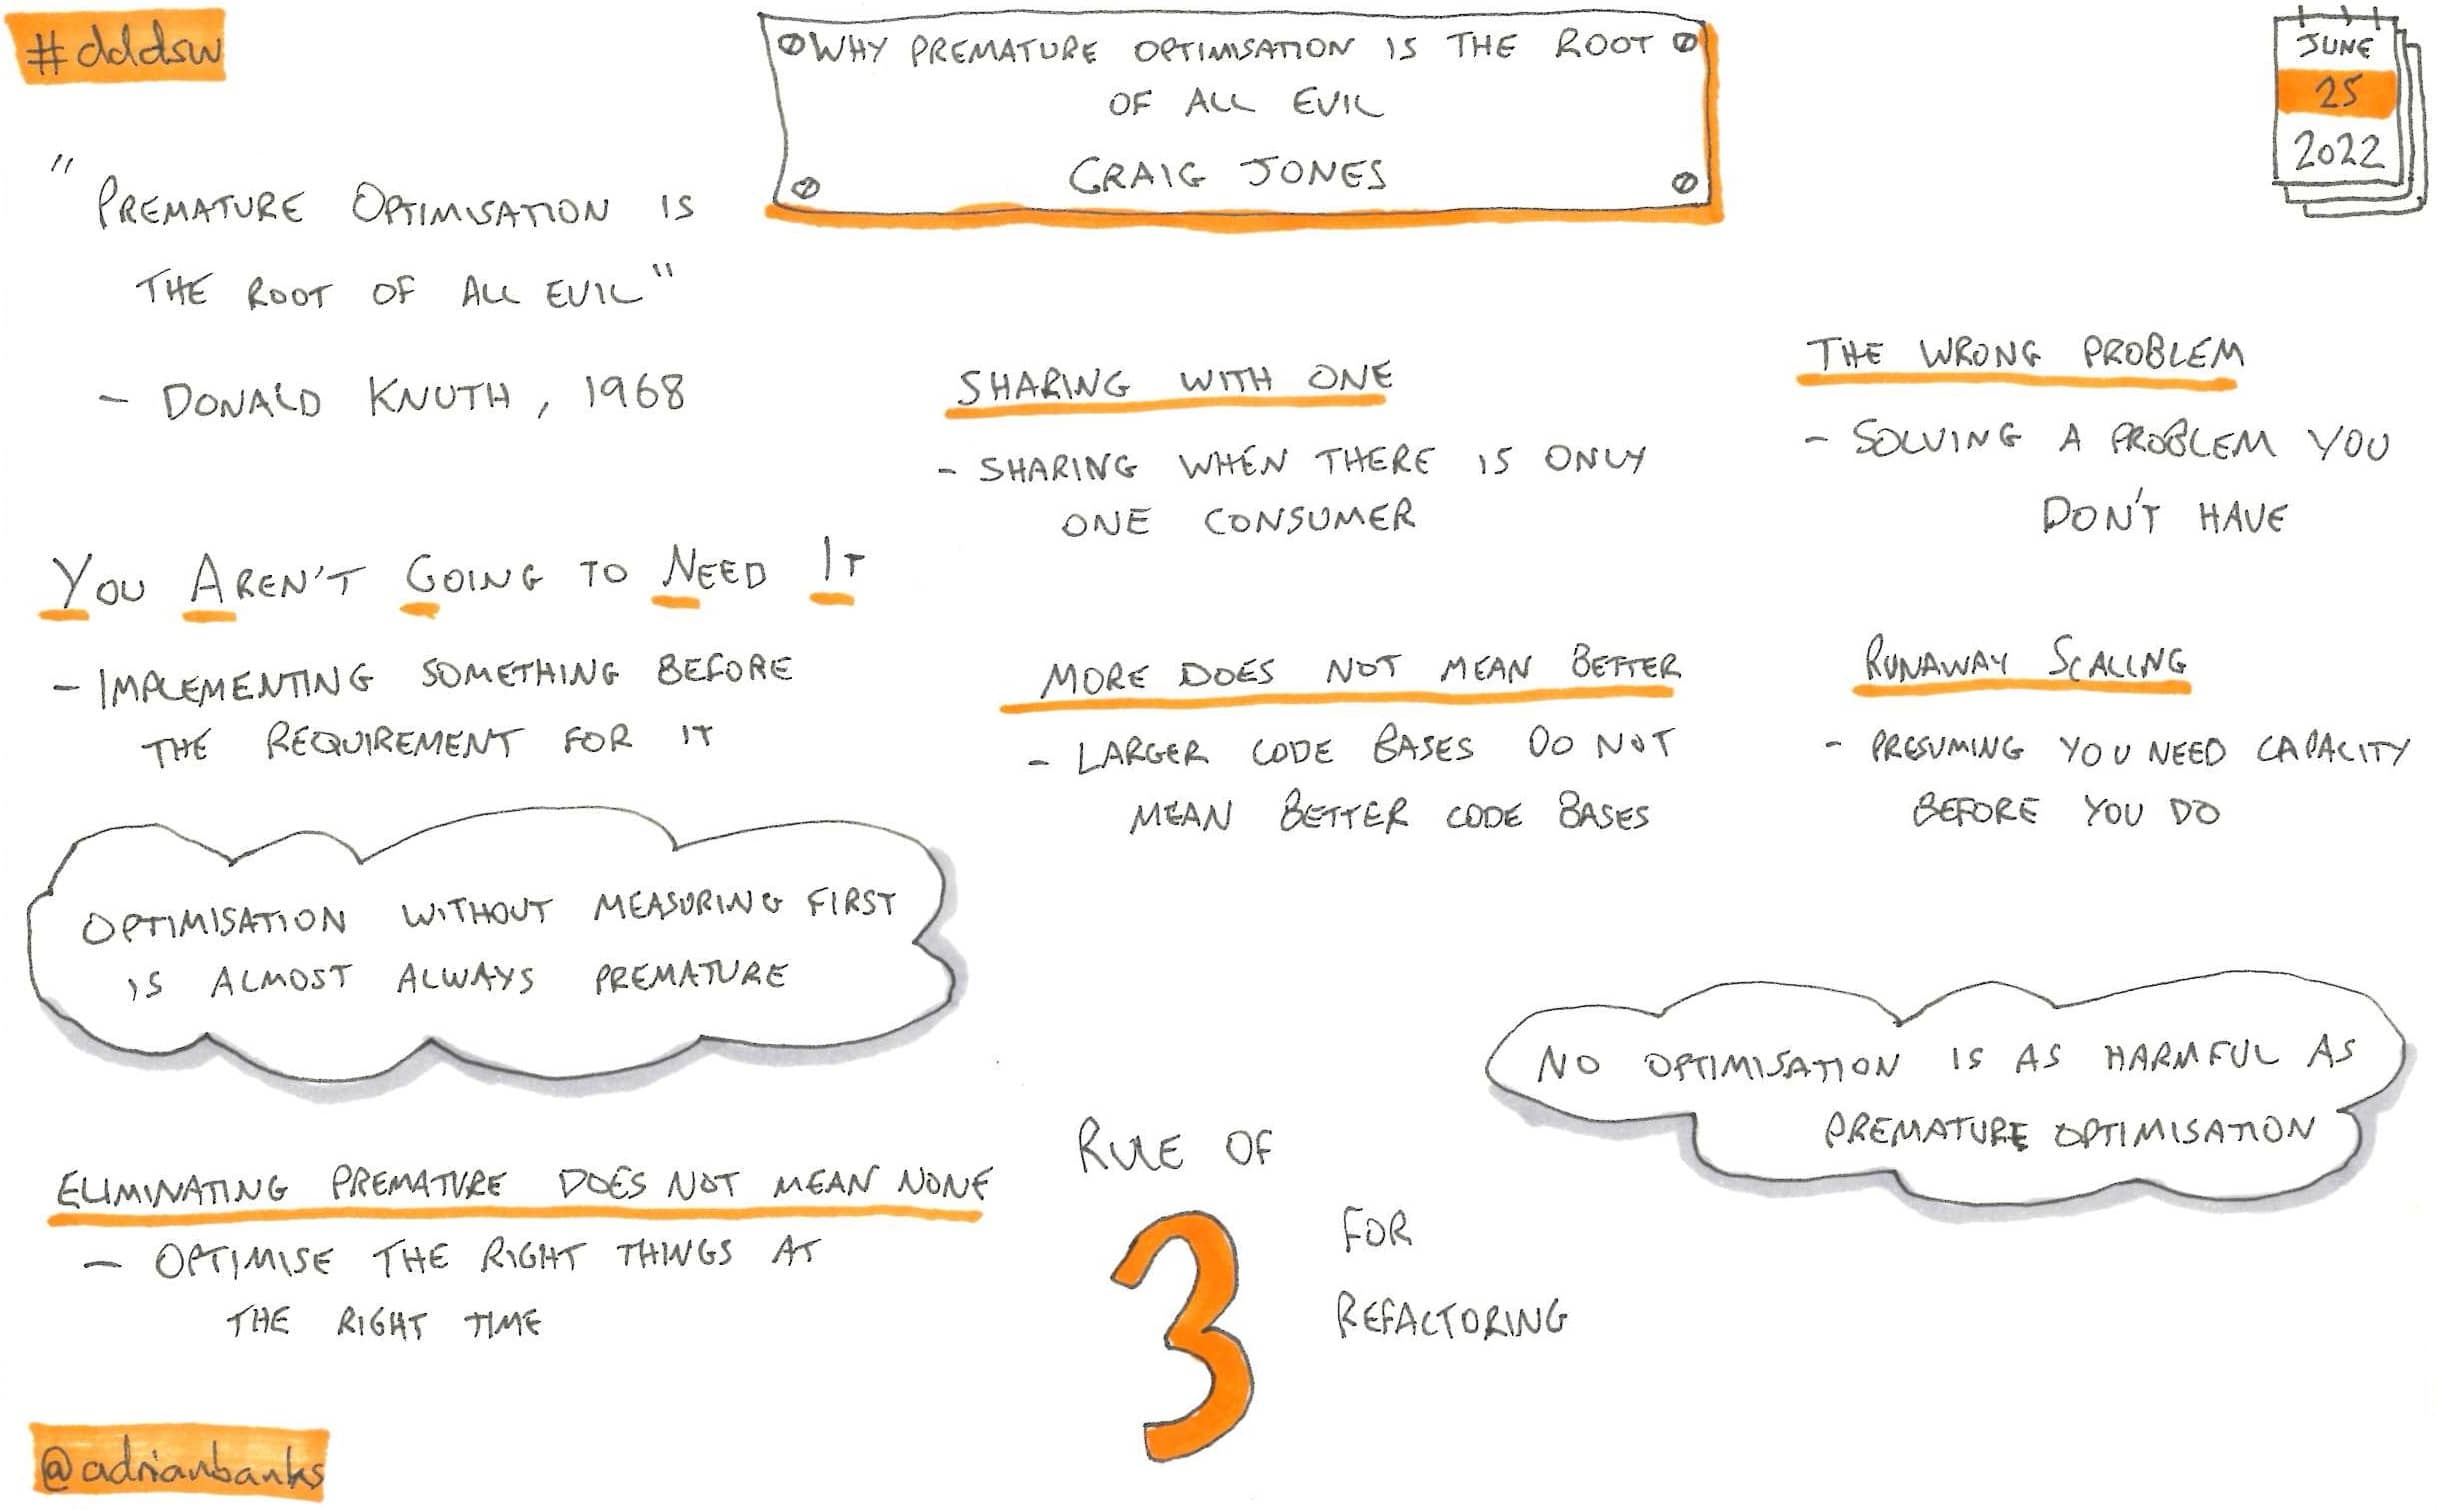 #dddsw
WHY PREMATURE OPTIMISATION IS THE ROOT
OF ALL EVIL
CRAIG JONES
JUNE
25
2022
"PREMATURE OPTIMISATION IS
THE ROOT OF ALL EVIL"
- DONALD KNUTH, 1968
YOU AREN'T GOING TO NEED IT
- IMPLEMENTING SOMETHING BEFORE
THE REQUIREMENT FOR IT
SHARING WITH ONE
- SHARING WHEN THERE IS ONLY
ONE CONSUMER
THE WRONG PROBLEM
- SOLVING A PROBLEM YOU
DON'T HAVE
MORE DOES NOT MEAN BETTER
- LARGER CODE BASES DO NOT
MEAN BETTER CODE BASES
RUNAWAY SCALING
- PRESUMING YOU NEED CAPACITY
BEFORE YOU DO
OPTIMISATION WITHOUT MEASURING FIRST
IS ALMOST ALWAYS PREMATURE
NO OPTIMISATION IS AS HARMFUL AS
PREMATURE OPTIMISATION
ELIMINATING PREMATURE DOES NOT MEAN NONE
- OPTIMISE THE RIGHT THINGS AT
THE RIGHT TIME
RULE OF
3
FOR
REFACTORING
@adrianbanks